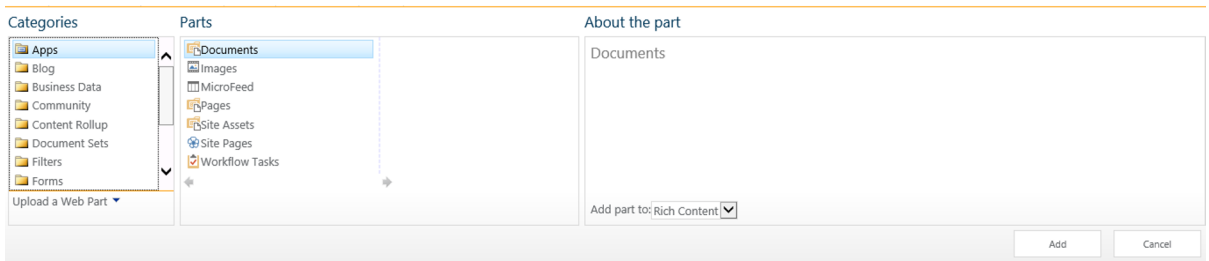 Categories
Parts
About the part
Apps
Blog
Business Data
Community
Content Rollup
Document Sets
Filters
Forms
Upload a Web Part
Documents
Images
MicroFeed
Pages
Site Assets
Site Pages
Workflow Tasks
Documents
Add part to: Rich Content
Add
Cancel